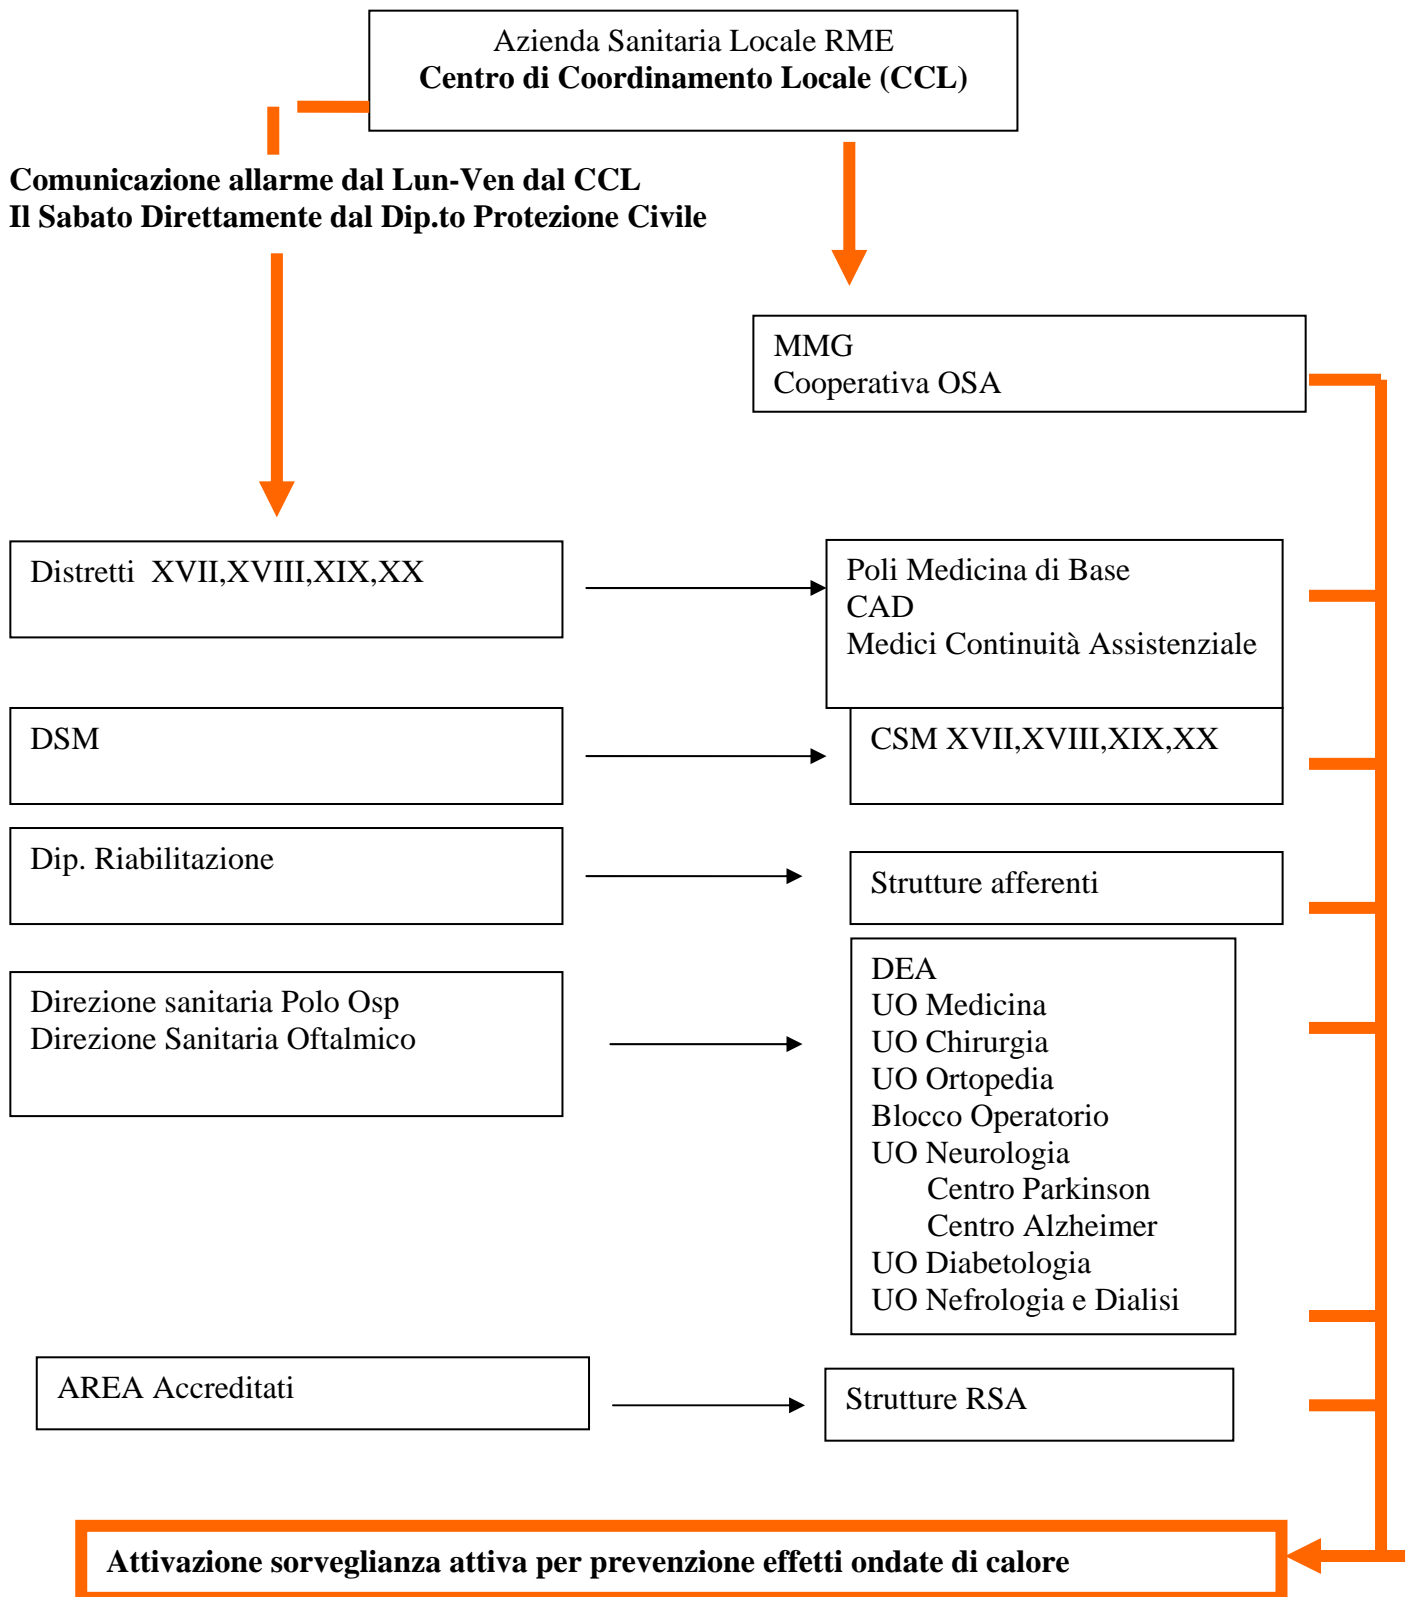 Azienda Sanitaria Locale RME
Centro di Coordinamento Locale (CCL)
Comunicazione allarme dal Lun-Ven dal CCL
Il Sabato Direttamente dal Dip.to Protezione Civile
MMG
Cooperativa OSA
Distretti  XVII,XVIII,XIX,XX
Poli Medicina di Base
CAD
Medici Continuità Assistenziale
DSM
CSM XVII,XVIII,XIX,XX
Dip. Riabilitazione
Strutture afferenti
Direzione sanitaria Polo Osp
Direzione Sanitaria Oftalmico
DEA
UO Medicina
UO Chirurgia
UO Ortopedia
Blocco Operatorio
UO Neurologia
Centro Parkinson
Centro Alzheimer
UO Diabetologia
UO Nefrologia e Dialisi
AREA Accreditati
Strutture RSA
Attivazione sorveglianza attiva per prevenzione effetti ondate di calore